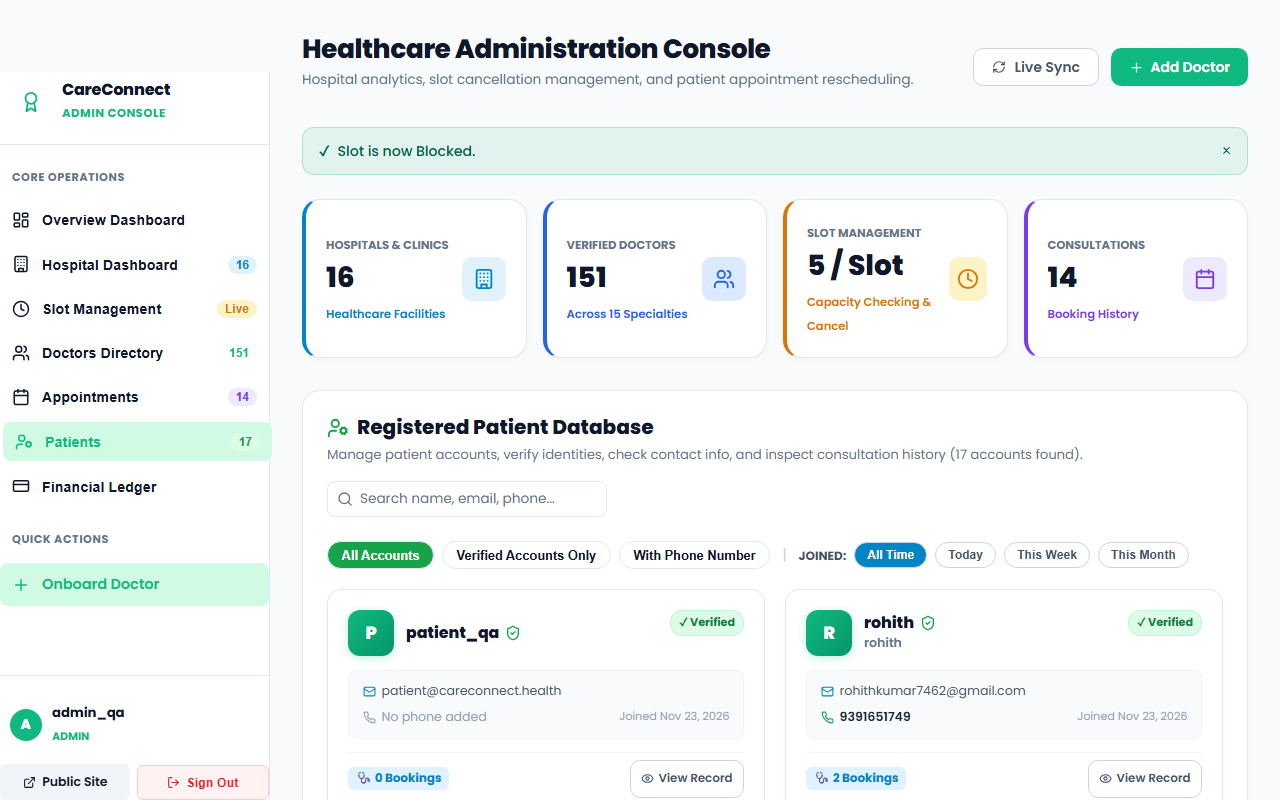 CareConnect
ADMIN CONSOLE
CORE OPERATIONS
Overview Dashboard
Hospital Dashboard 16
Slot Management Live
Doctors Directory 151
Appointments 14
Patients 17
Financial Ledger
QUICK ACTIONS
+ Onboard Doctor
A admin_qa
ADMIN
Public Site Sign Out
Healthcare Administration Console
Hospital analytics, slot cancellation management, and patient appointment rescheduling.
Live Sync + Add Doctor
✓ Slot is now Blocked. ×
HOSPITALS & CLINICS
16
Healthcare Facilities
VERIFIED DOCTORS
151
Across 15 Specialties
SLOT MANAGEMENT
5 / Slot
Capacity Checking &
Cancel
CONSULTATIONS
14
Booking History
Registered Patient Database
Manage patient accounts, verify identities, check contact info, and inspect consultation history (17 accounts found).
Search name, email, phone...
All Accounts Verified Accounts Only With Phone Number | JOINED: All Time Today This Week This Month
P patient_qa ✓ Verified
patient@careconnect.health
No phone added Joined Nov 23, 2026
0 Bookings View Record
R rohith ✓ Verified
rohith
rohithkumar7462@gmail.com
9391651749 Joined Nov 23, 2026
2 Bookings View Record